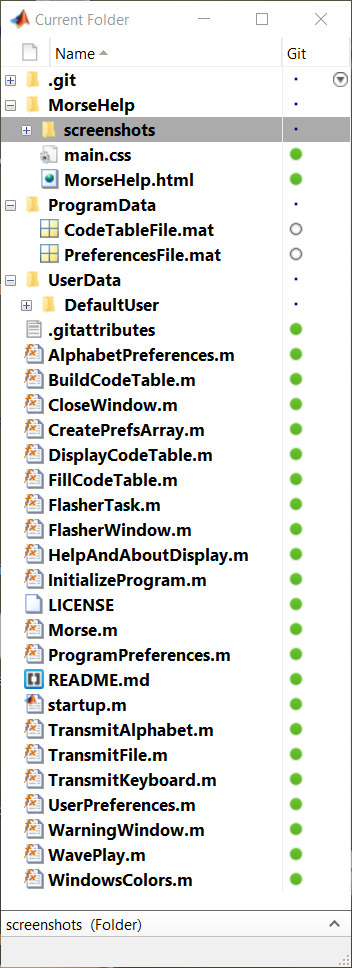 Current Folder
Name Git
.git
MorseHelp
screenshots
main.css
MorseHelp.html
ProgramData
CodeTableFile.mat
PreferencesFile.mat
UserData
DefaultUser
.gitattributes
AlphabetPreferences.m
BuildCodeTable.m
CloseWindow.m
CreatePrefsArray.m
DisplayCodeTable.m
FillCodeTable.m
FlasherTask.m
FlasherWindow.m
HelpAndAboutDisplay.m
InitializeProgram.m
LICENSE
Morse.m
ProgramPreferences.m
README.md
startup.m
TransmitAlphabet.m
TransmitFile.m
TransmitKeyboard.m
UserPreferences.m
WarningWindow.m
WavePlay.m
WindowsColors.m
screenshots (Folder)